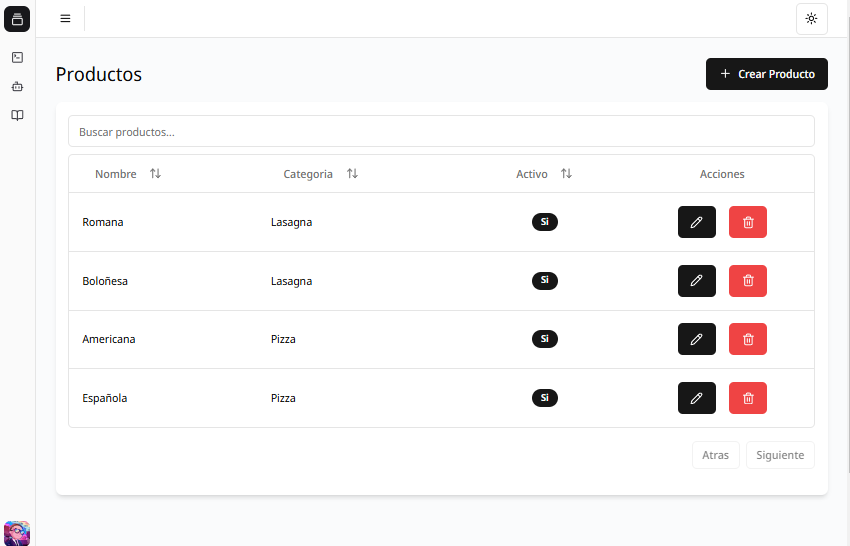 Productos
Crear Producto
Buscar productos...
Nombre Categoria Activo Acciones
Romana Lasagna Si
Boloñesa Lasagna Si
Americana Pizza Si
Española Pizza Si
Atras Siguiente